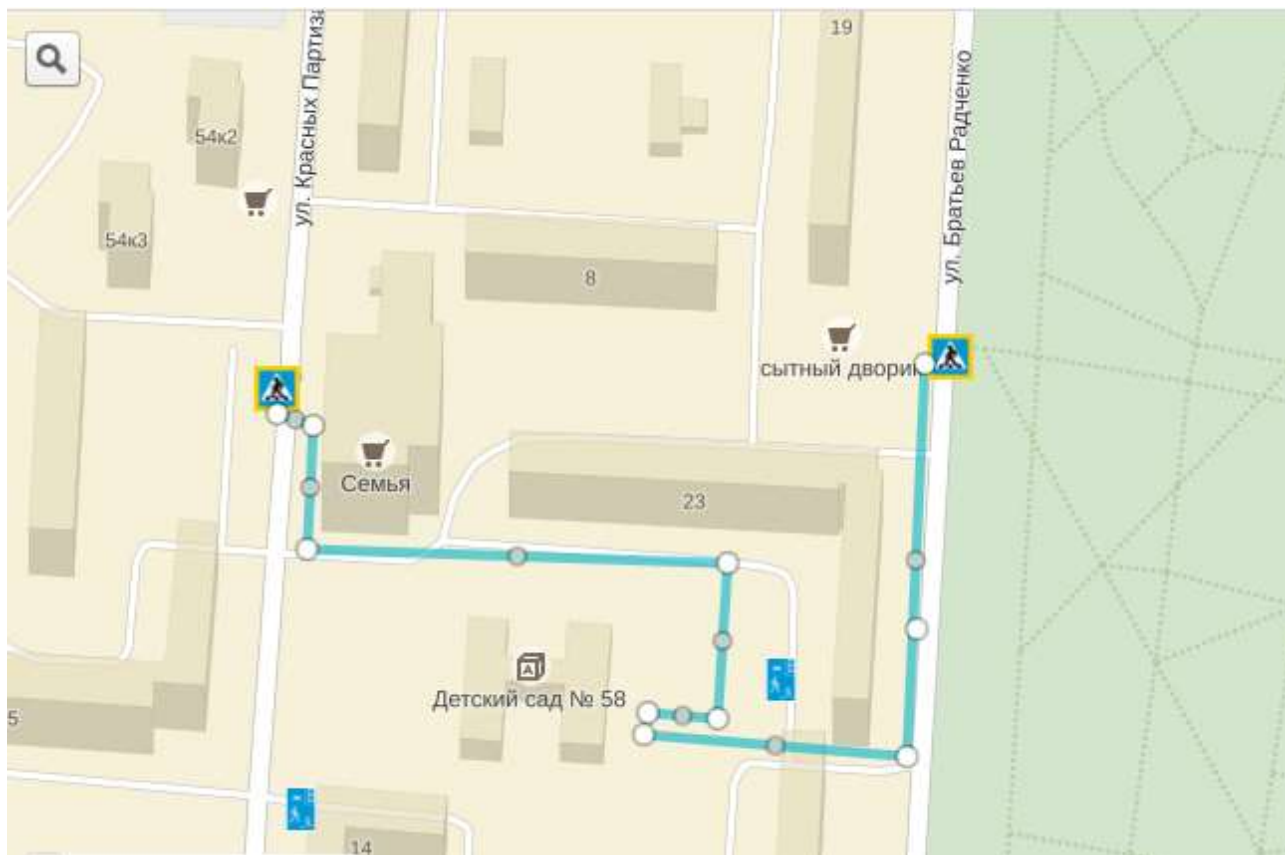 19
ул. Красных Партиза
ул. Братьев Радченко
54к2
54к3
8
сытный дворик
Семья
23
А
Детский сад № 58
5
14